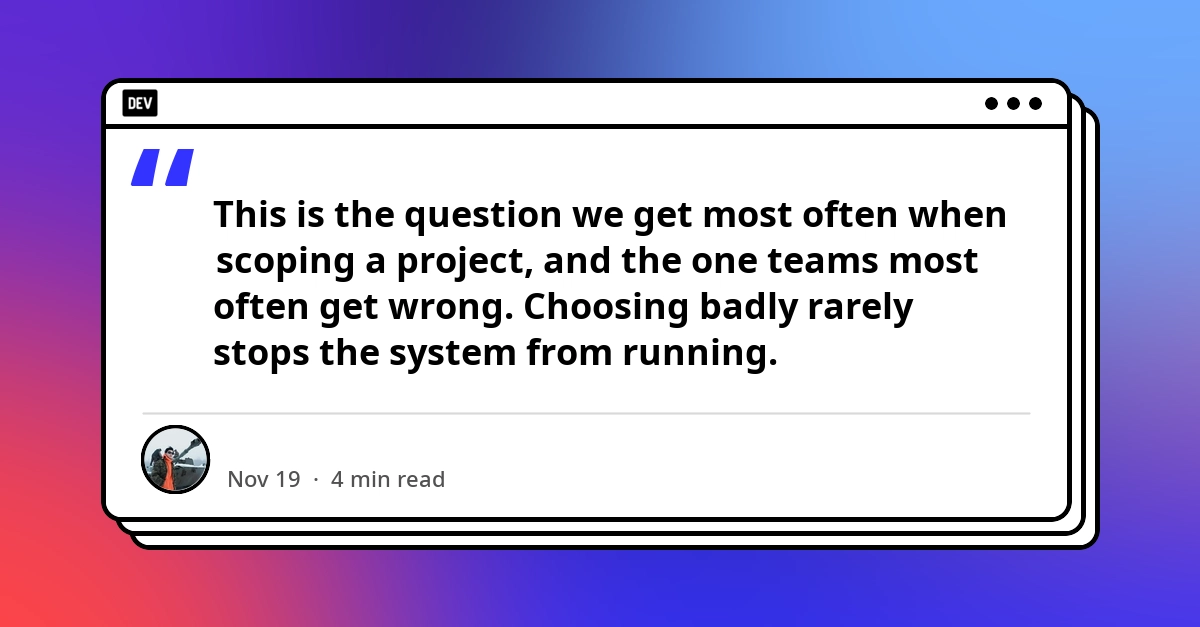 DEV
This is the question we get most often when
scoping a project, and the one teams most
often get wrong. Choosing badly rarely
stops the system from running.
Nov 19 · 4 min read